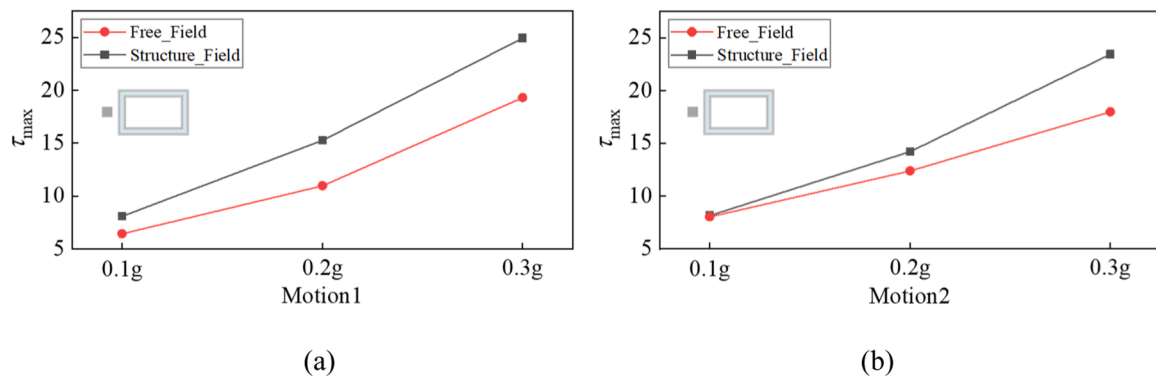 Free_Field
Structure_Field
25
20
15
10
5
τmax
0.1g 0.2g 0.3g
Motion1
(a)
Free_Field
Structure_Field
25
20
15
10
5
τmax
0.1g 0.2g 0.3g
Motion2
(b)